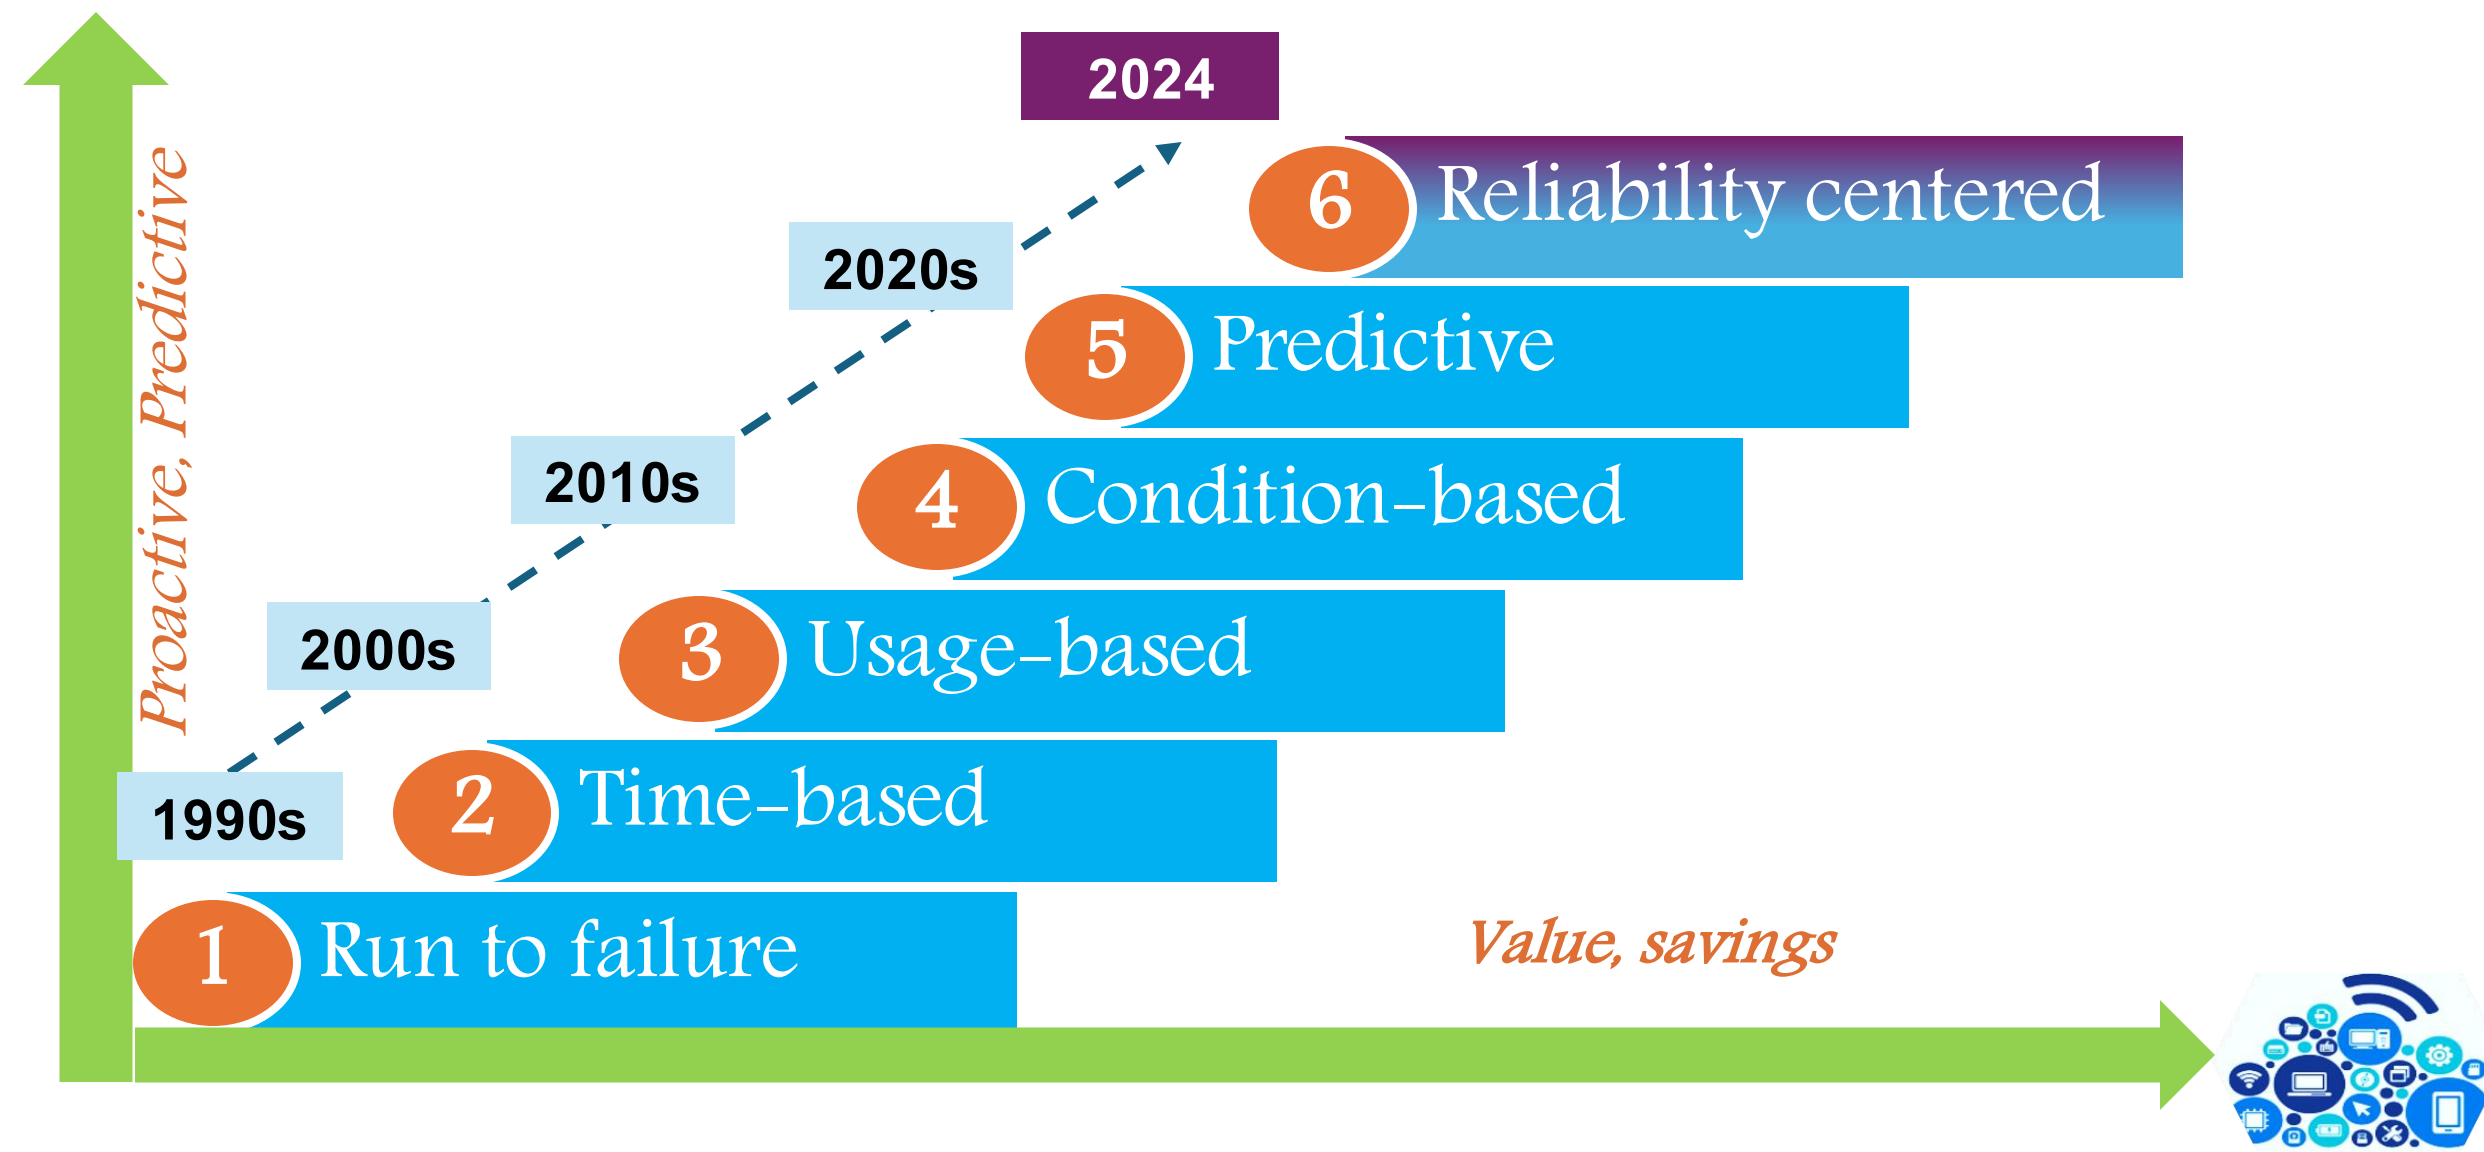 2024
6 Reliability centered
2020s
5 Predictive
2010s
4 Condition-based
2000s
3 Usage-based
1990s
2 Time-based
1 Run to failure
Proactive, Predictive
Value, savings